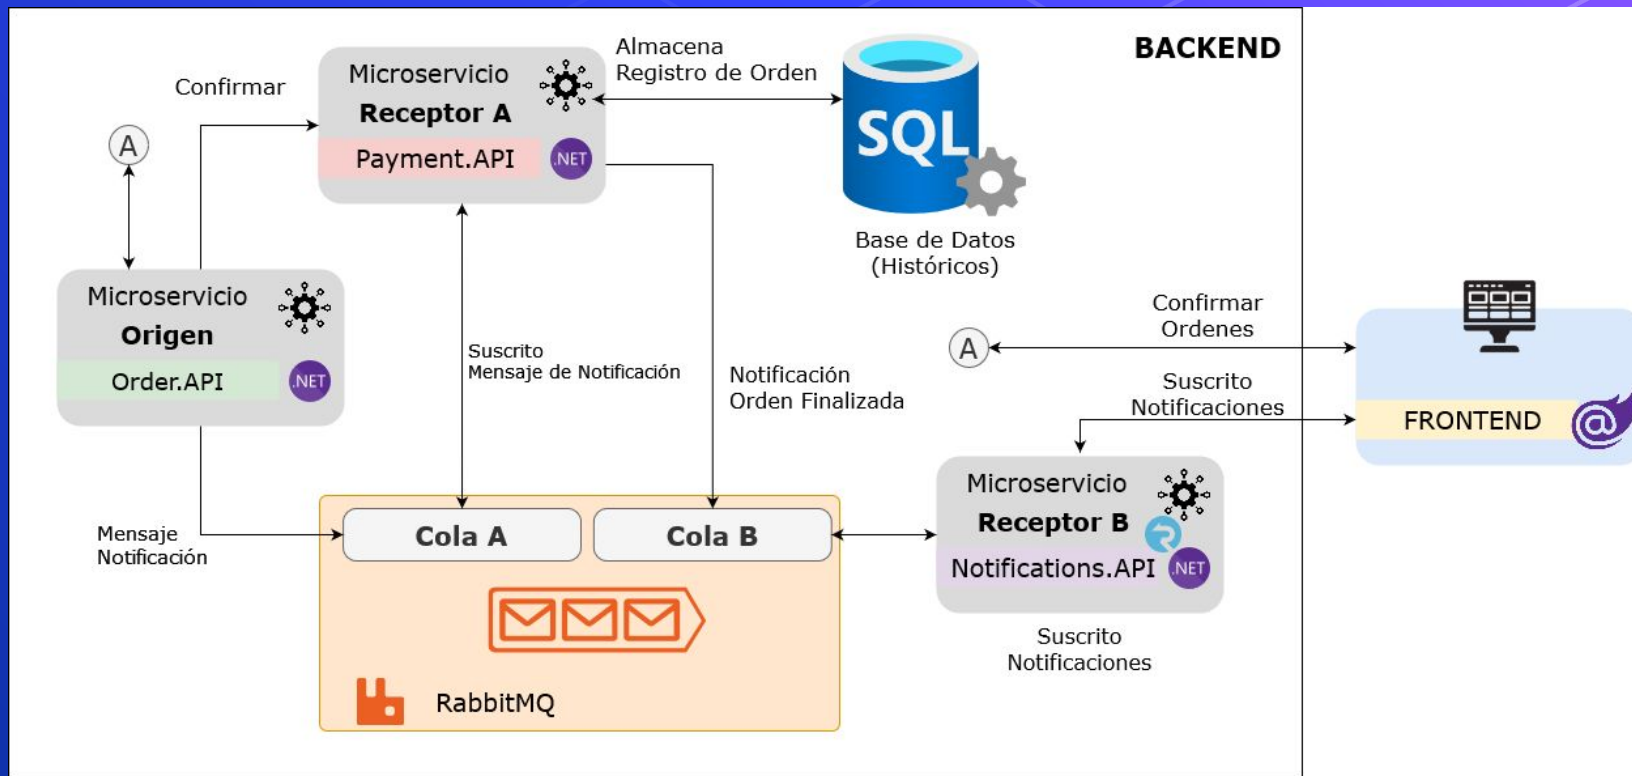 BACKEND
Almacena
Registro de Orden
Confirmar
Microservicio
Receptor A
Payment.API
.NET
SQL
Base de Datos
(Históricos)
A
Microservicio
Origen
Order.API
.NET
Suscrito
Mensaje de Notificación
Notificación
Orden Finalizada
Confirmar
Ordenes
A
Suscrito
Notificaciones
FRONTEND
@
Microservicio
Receptor B
Notifications.API
.NET
Suscrito
Notificaciones
Mensaje
Notificación
Cola A
Cola B
RabbitMQ